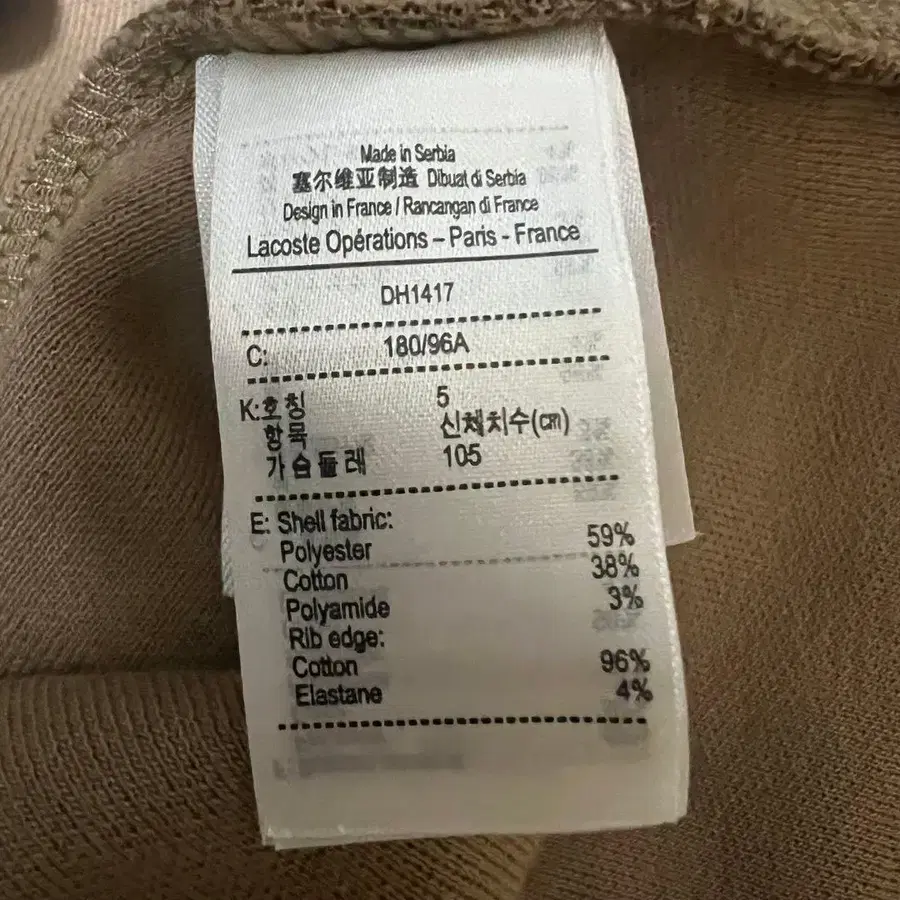 Made in Serbia
塞尔维亚制造 Dibuat di Serbia
Design in France / Rancangan di France
Lacoste Opérations – Paris - France
DH1417
C: 180/96A
K:호칭 5
항목 신체치수(㎝)
가슴둘레 105
E: Shell fabric:
Polyester 59%
Cotton 38%
Polyamide 3%
Rib edge:
Cotton 96%
Elastane 4%